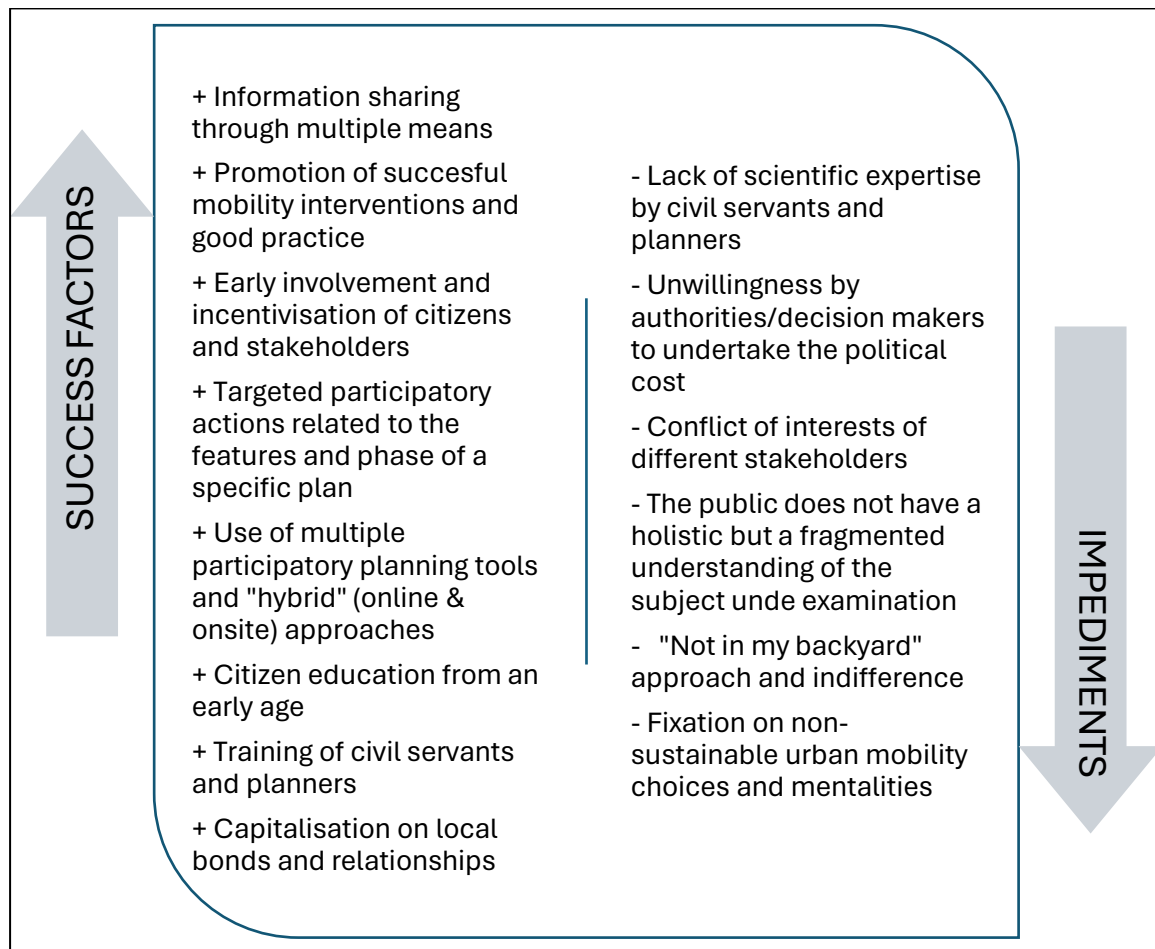 SUCCESS FACTORS
+ Information sharing
through multiple means
+ Promotion of succesful
mobility interventions and
good practice
+ Early involvement and
incentivisation of citizens
and stakeholders
+ Targeted participatory
actions related to the
features and phase of a
specific plan
+ Use of multiple
participatory planning tools
and "hybrid" (online &
onsite) approaches
+ Citizen education from an
early age
+ Training of civil servants
and planners
+ Capitalisation on local
bonds and relationships
- Lack of scientific expertise
by civil servants and
planners
- Unwillingness by
authorities/decision makers
to undertake the political
cost
- Conflict of interests of
different stakeholders
- The public does not have a
holistic but a fragmented
understanding of the
subject unde examination
- "Not in my backyard"
approach and indifference
- Fixation on non-
sustainable urban mobility
choices and mentalities
IMPEDIMENTS